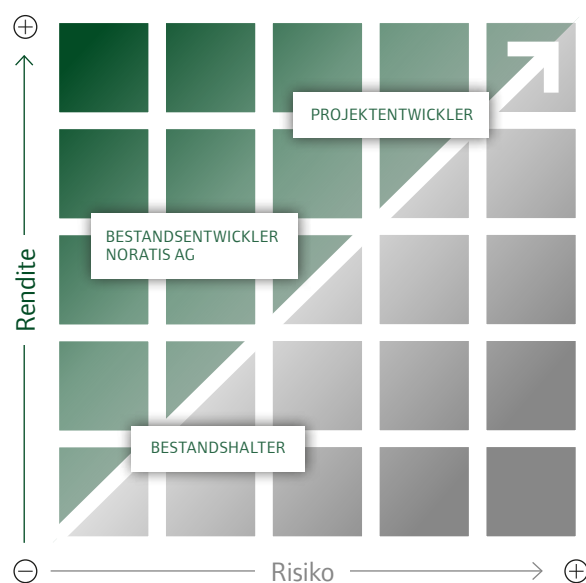 PROJEKTENTWICKLER
BESTANDSENTWICKLER
NORATIS AG
Rendite
BESTANDSHALTER
Risiko